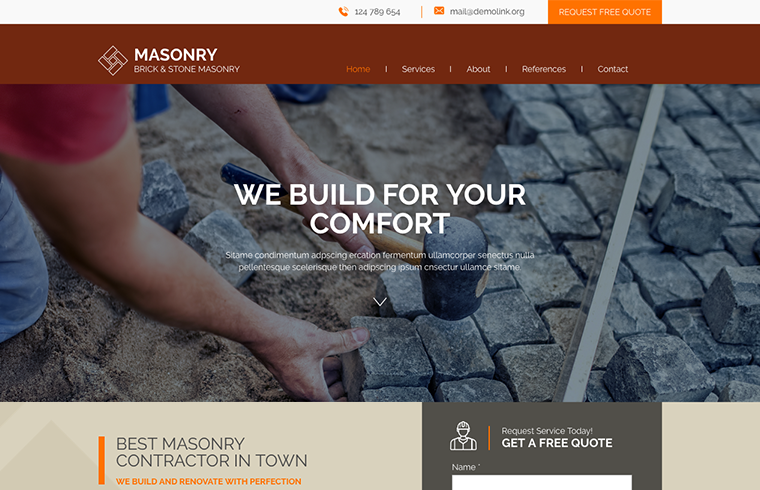 124 789 654
mail@demolink.org
REQUEST FREE QUOTE
MASONRY
BRICK & STONE MASONRY
Home
Services
About
References
Contact
WE BUILD FOR YOUR
COMFORT
Sitame condimentum adpscing ercation fermentum ullamcorper senectus nulla
pellentesque scelerisque then adipscing ipsum cnsectur ullamce sitame.
BEST MASONRY
CONTRACTOR IN TOWN
WE BUILD AND RENOVATE WITH PERFECTION
Request Service Today!
GET A FREE QUOTE
Name *